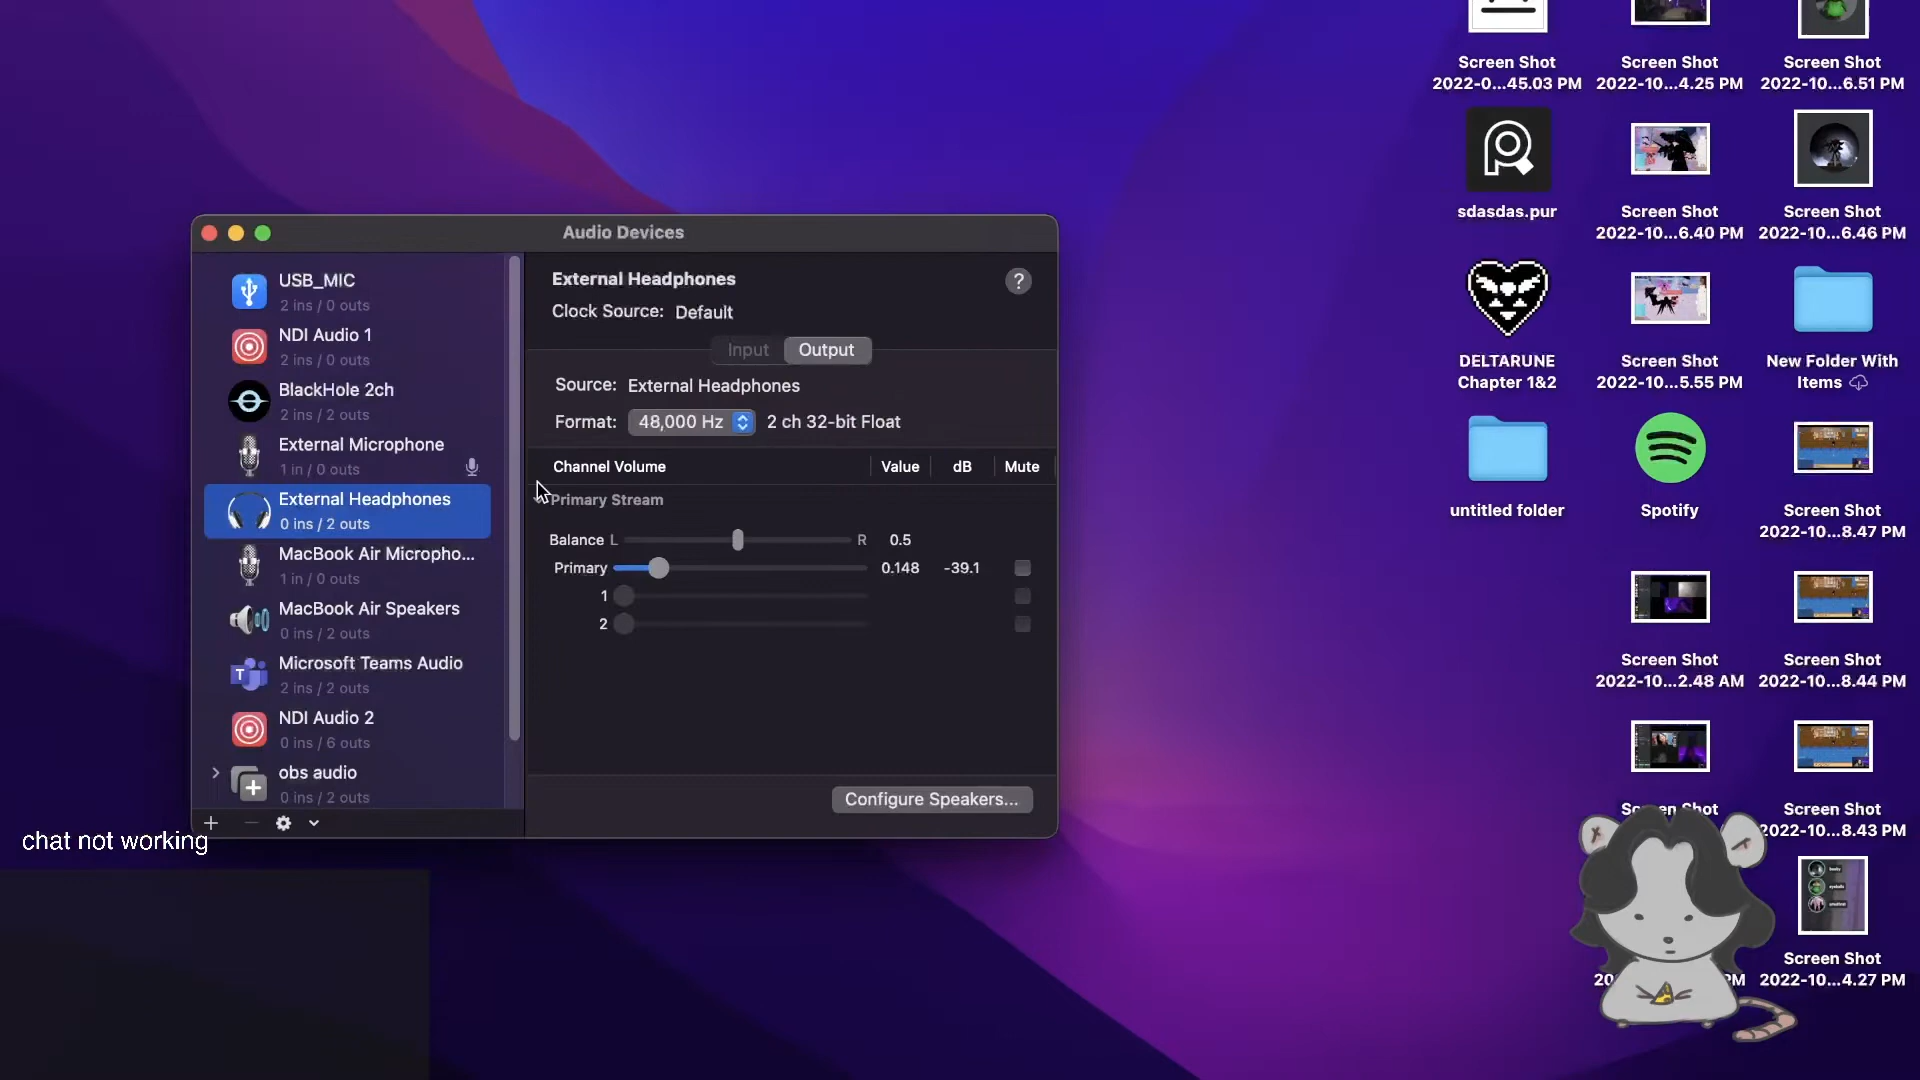 Audio Devices
USB_MIC
2 ins / 0 outs
NDI Audio 1
2 ins / 0 outs
BlackHole 2ch
2 ins / 2 outs
External Microphone
1 in / 0 outs
External Headphones
0 ins / 2 outs
MacBook Air Micropho...
1 in / 0 outs
MacBook Air Speakers
0 ins / 2 outs
Microsoft Teams Audio
2 ins / 2 outs
NDI Audio 2
0 ins / 6 outs
obs audio
0 ins / 2 outs
External Headphones
?
Clock Source: Default
Input Output
Source: External Headphones
Format: 48,000 Hz 2 ch 32-bit Float
Channel Volume Value dB Mute
Primary Stream
Balance L R 0.5
Primary 0.148 -39.1
1
2
Configure Speakers...
chat not working
Screen Shot
2022-0...45.03 PM
Screen Shot
2022-10...4.25 PM
Screen Shot
2022-10...6.51 PM
sdasdas.pur
Screen Shot
2022-10...6.40 PM
Screen Shot
2022-10...6.46 PM
DELTARUNE
Chapter 1&2
Screen Shot
2022-10...5.55 PM
New Folder With
Items
untitled folder
Spotify
Screen Shot
2022-10...8.47 PM
Screen Shot
2022-10...2.48 AM
Screen Shot
2022-10...8.44 PM
Screen Shot
2022-10...8.43 PM
Screen Shot
2022-10...4.27 PM